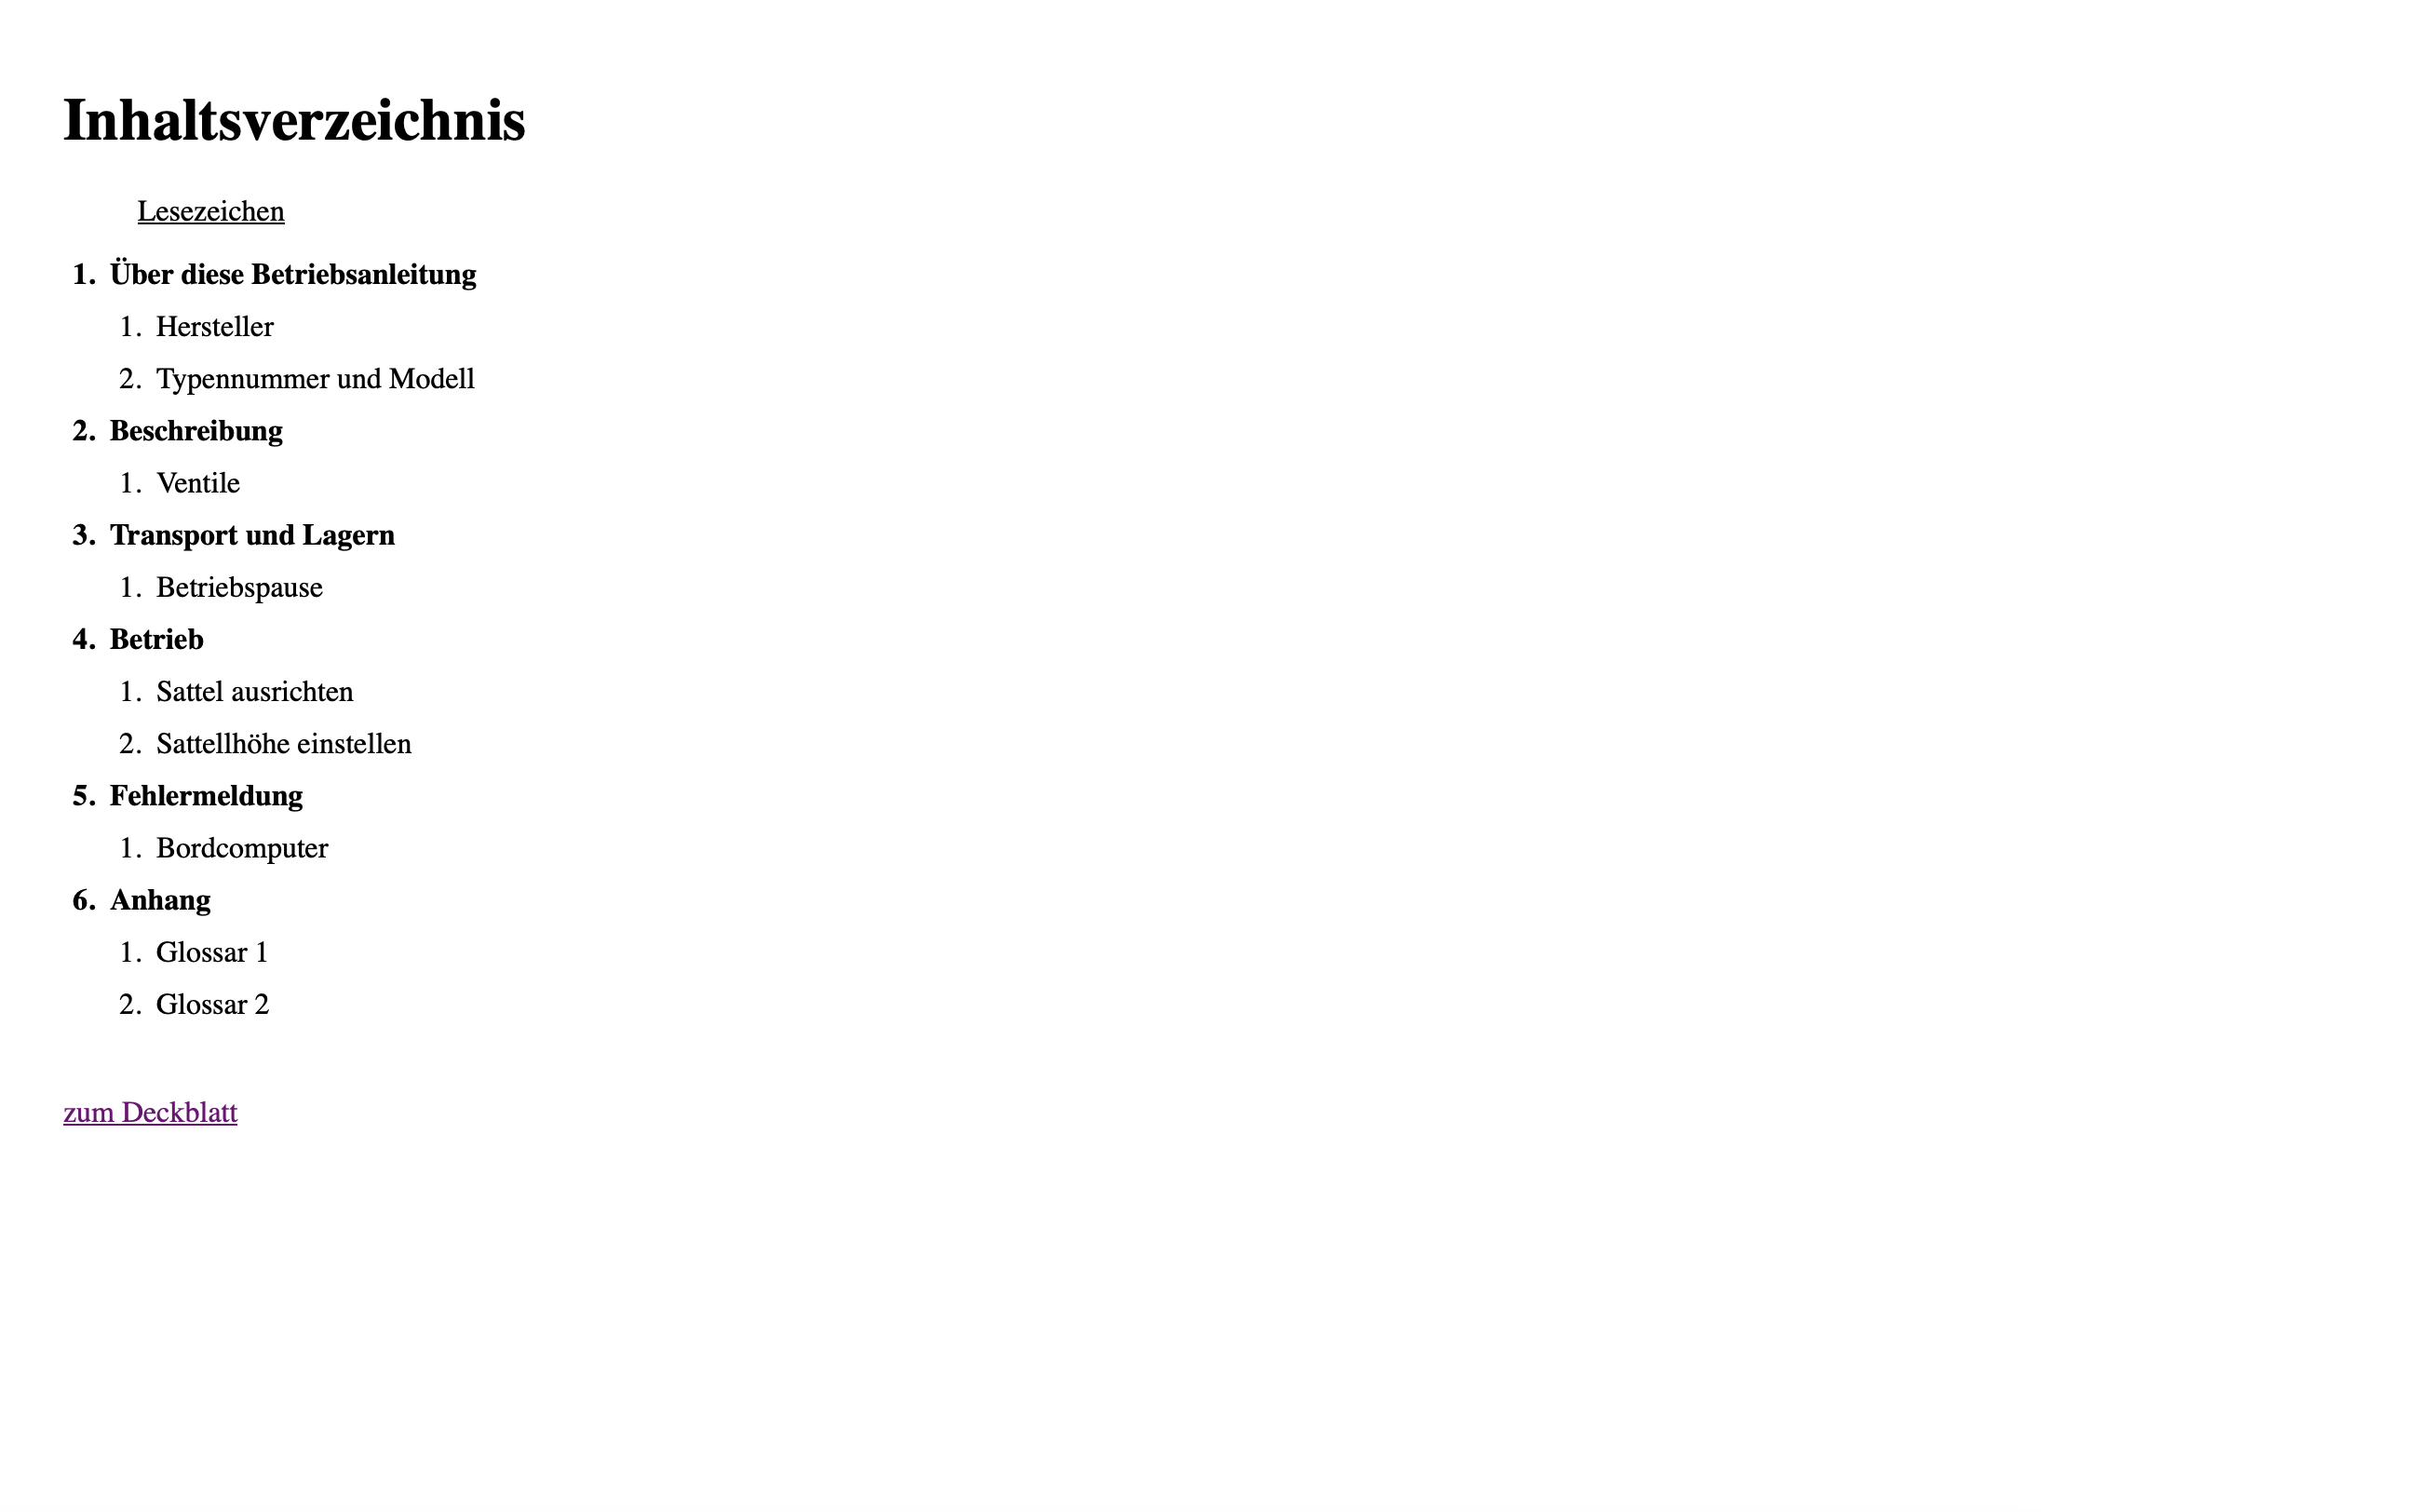 Inhaltsverzeichnis
Lesezeichen
1. Über diese Betriebsanleitung
1. Hersteller
2. Typennummer und Modell
2. Beschreibung
1. Ventile
3. Transport und Lagern
1. Betriebspause
4. Betrieb
1. Sattel ausrichten
2. Sattellhöhe einstellen
5. Fehlermeldung
1. Bordcomputer
6. Anhang
1. Glossar 1
2. Glossar 2
zum Deckblatt